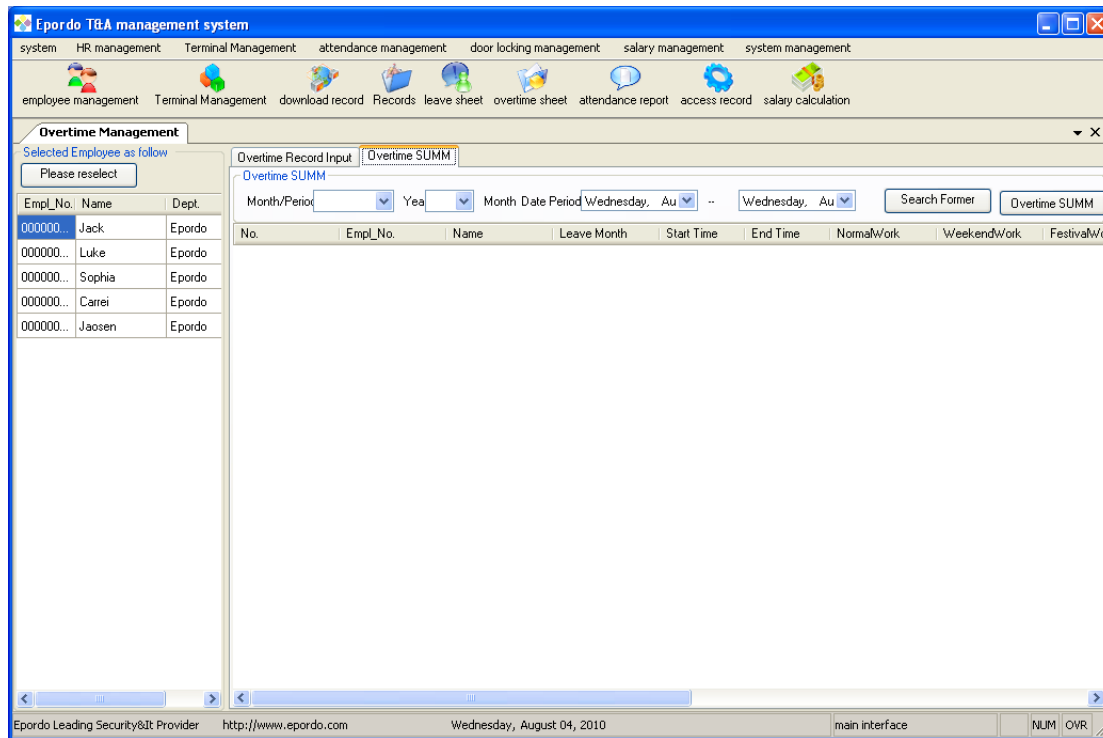 Epordo T&A management system
system HR management Terminal Management attendance management door locking management salary management system management
employee management Terminal Management download record Records leave sheet overtime sheet attendance report access record salary calculation
Overtime Management
Selected Employee as follow
Please reselect
Empl_No. Name Dept.
000000... Jack Epordo
000000... Luke Epordo
000000... Sophia Epordo
000000... Carrei Epordo
000000... Jaosen Epordo
Overtime Record Input Overtime SUMM
Overtime SUMM
Month/Period Yea Month Date Period Wednesday, Au -- Wednesday, Au Search Former Overtime SUMM
No. Empl_No. Name Leave Month Start Time End Time NormalWork WeekendWork FestivalWo
Epordo Leading Security&It Provider http://www.epordo.com Wednesday, August 04, 2010 main interface NUM OVR